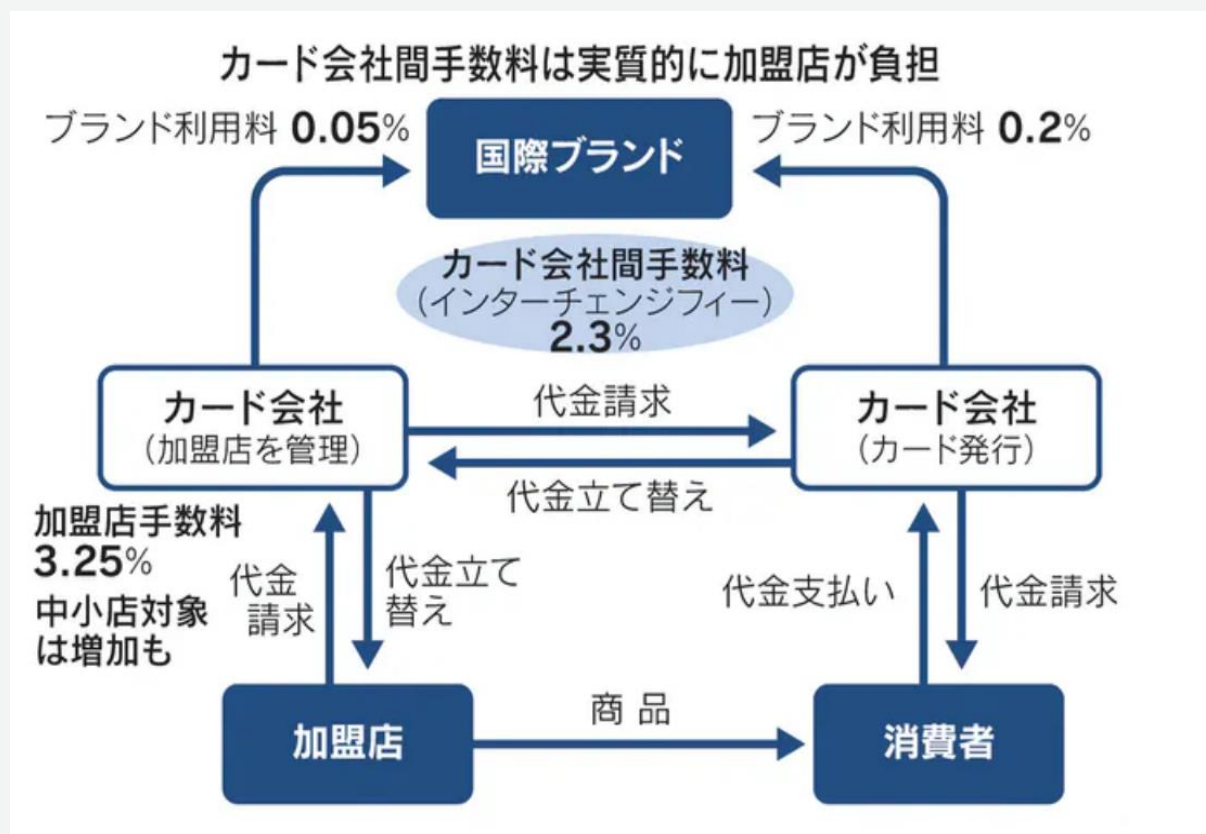 カード会社間手数料は実質的に加盟店が負担
ブランド利用料 0.05%
国際ブランド
ブランド利用料 0.2%
カード会社間手数料
（インターチェンジフィー）
2.3%
カード会社
（加盟店を管理）
代金請求
代金立て替え
カード会社
（カード発行）
加盟店手数料
3.25%
中小店対象
は増加も
代金
請求
代金立て
替え
代金支払い
代金請求
加盟店
商品
消費者